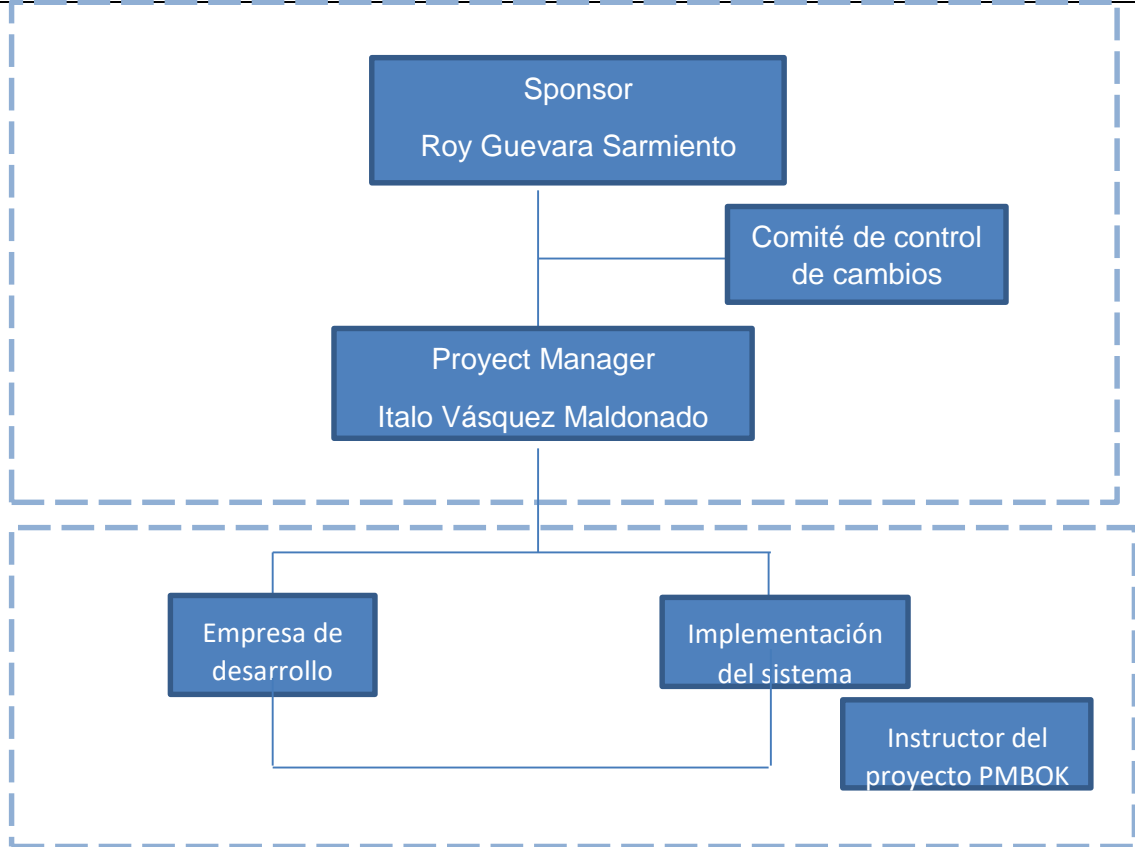 Sponsor
Roy Guevara Sarmiento
Comité de control
de cambios
Proyect Manager
Italo Vásquez Maldonado
Empresa de
desarrollo
Implementación
del sistema
Instructor del
proyecto PMBOK